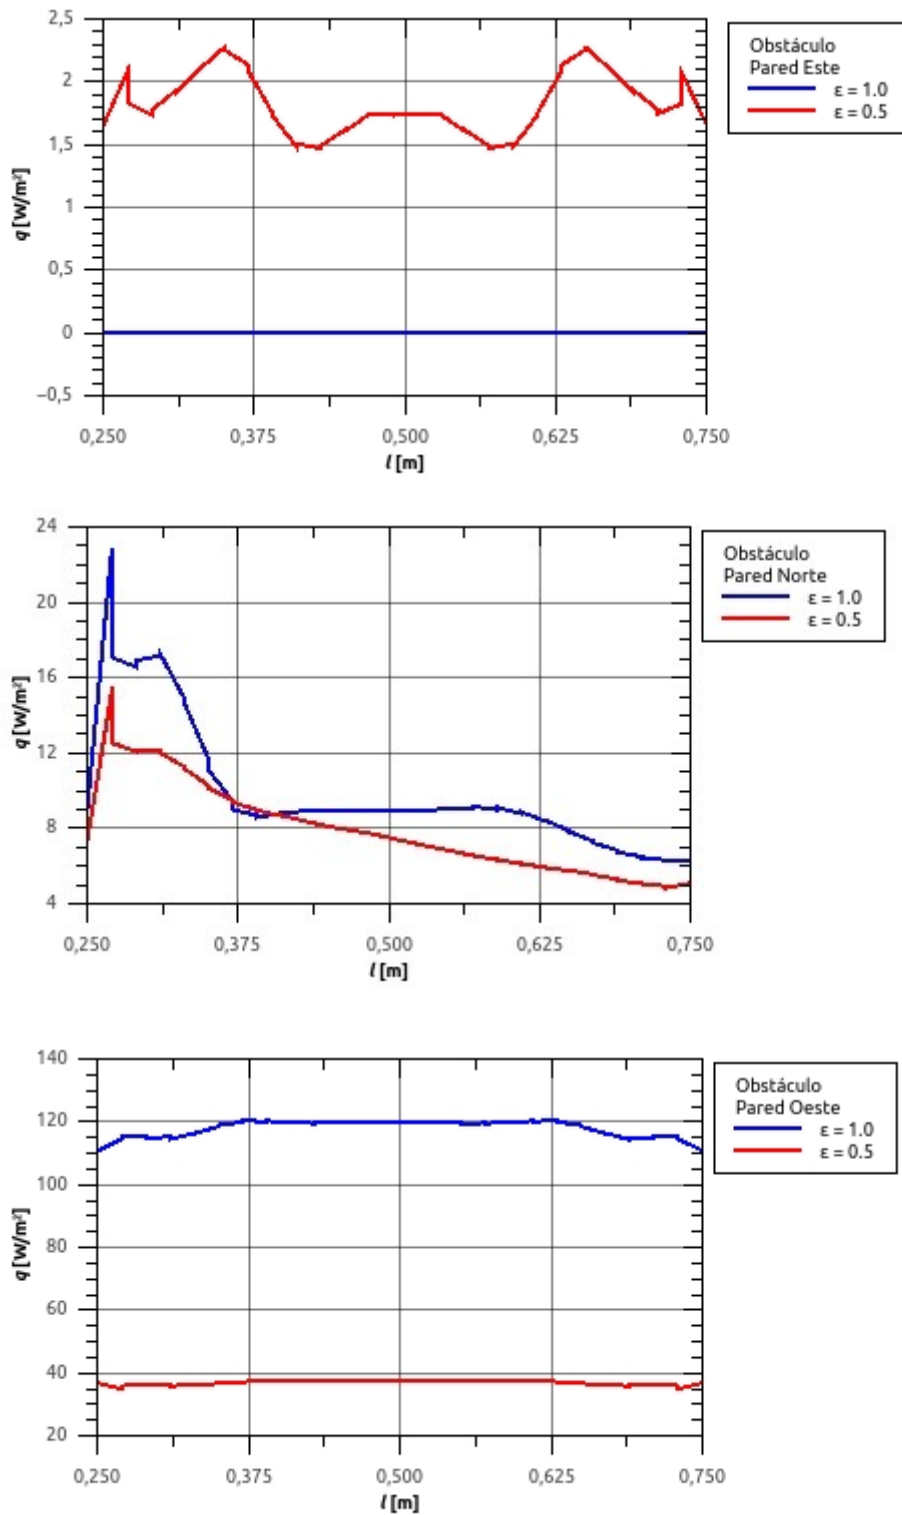 2,5
2
1,5
1
0,5
0
−0,5
q [W/m²]
0,250 0,375 0,500 0,625 0,750
l [m]
Obstáculo
Pared Este
ε = 1.0
ε = 0.5
24
20
16
12
8
4
q [W/m²]
0,250 0,375 0,500 0,625 0,750
l [m]
Obstáculo
Pared Norte
ε = 1.0
ε = 0.5
140
120
100
80
60
40
20
q [W/m²]
0,250 0,375 0,500 0,625 0,750
l [m]
Obstáculo
Pared Oeste
ε = 1.0
ε = 0.5